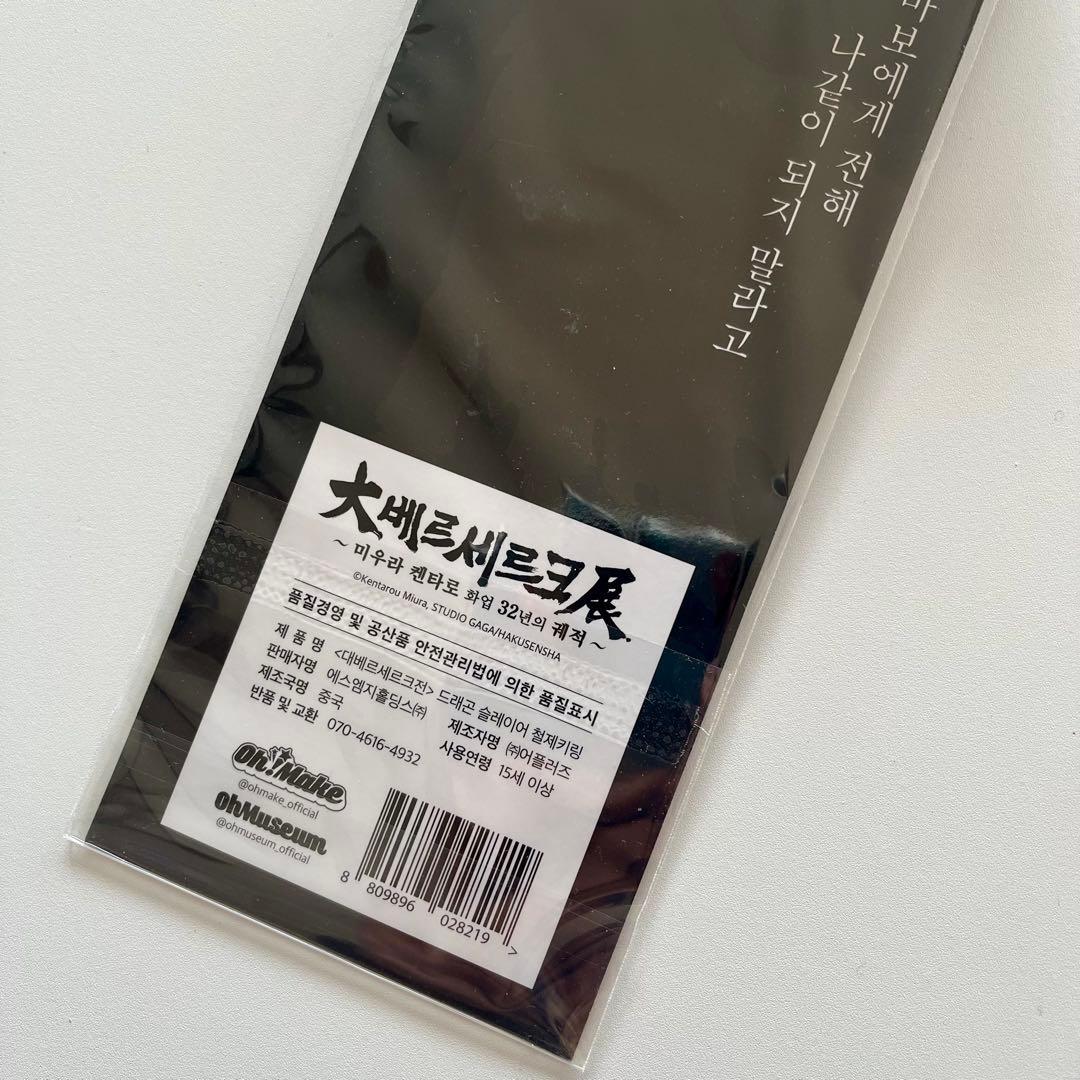 바보에게 전해
나같이 되지 말라고
大베르세르크展
~ 미우라 켄타로 화업 32년의 궤적 ~
©Kentarou Miura, STUDIO GAGA/HAKUSENSHA
품질경영 및 공산품 안전관리법에 의한 품질표시
제 품 명 <대베르세르크전> 드래곤 슬레이어 철제키링
판매자명 에스엠지홀딩스㈜ 제조자명 ㈜어플러즈
제조국명 중국 사용연령 15세 이상
반품 및 교환 070-4616-4932
Oh! Make
@ohmake_official
OhMuseum
@ohmuseum_official
8 809896 028219 >